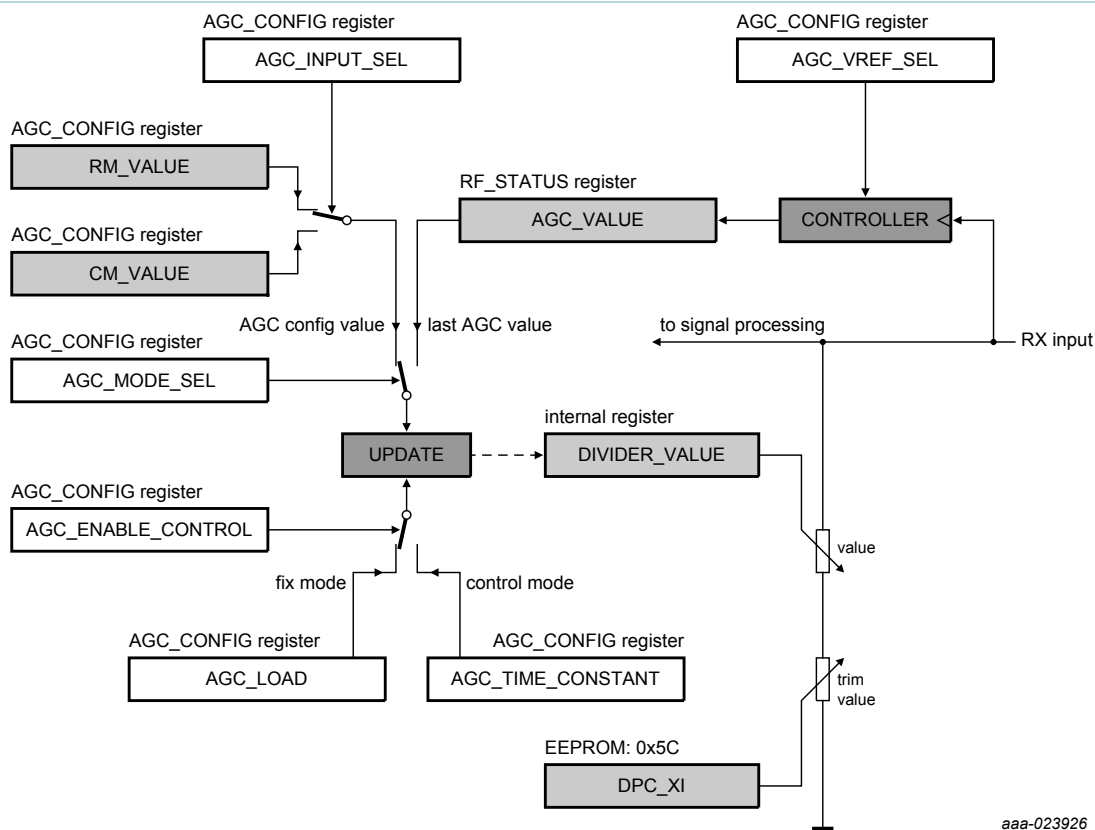 AGC_CONFIG register
AGC_INPUT_SEL
AGC_CONFIG register
AGC_VREF_SEL
AGC_CONFIG register
RM_VALUE
RF_STATUS register
AGC_VALUE
CONTROLLER
AGC_CONFIG register
CM_VALUE
AGC config value
last AGC value
to signal processing
RX input
AGC_CONFIG register
AGC_MODE_SEL
internal register
UPDATE
DIVIDER_VALUE
AGC_CONFIG register
AGC_ENABLE_CONTROL
value
fix mode
control mode
AGC_CONFIG register
AGC_LOAD
AGC_CONFIG register
AGC_TIME_CONSTANT
trim
value
EEPROM: 0x5C
DPC_XI
aaa-023926